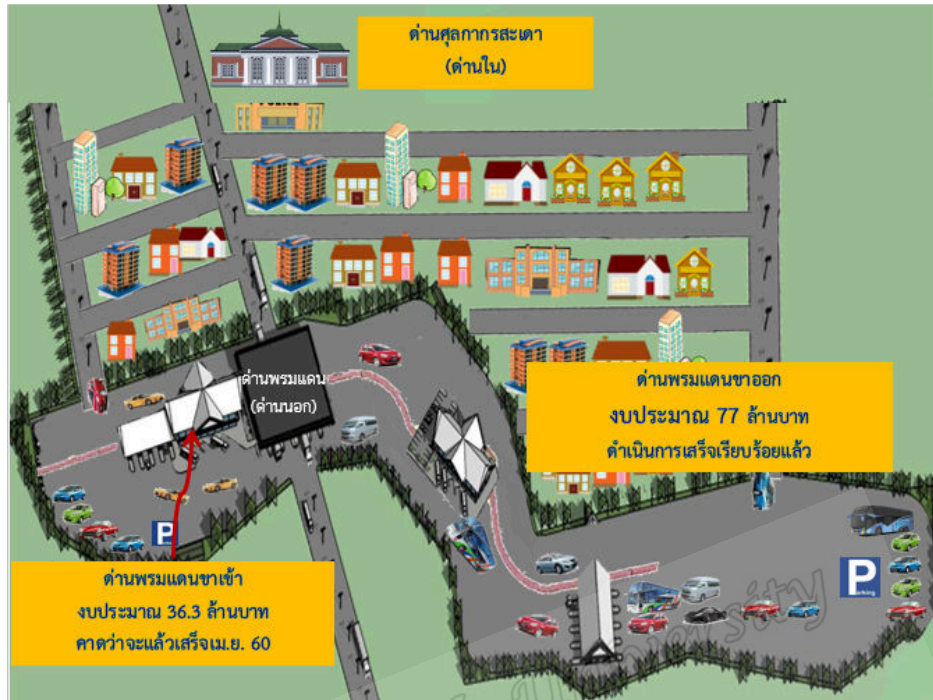 ด่านศุลกากรสะเดา
(ด่านใน)
POLICE
ด่านพรมแดน
(ด่านนอก)
ด่านพรมแดนขาออก
งบประมาณ 77 ล้านบาท
ดำเนินการเสร็จเรียบร้อยแล้ว
P
P
Parking
ด่านพรมแดนขาเข้า
งบประมาณ 36.3 ล้านบาท
คาดว่าจะแล้วเสร็จเม.ย. 60
University